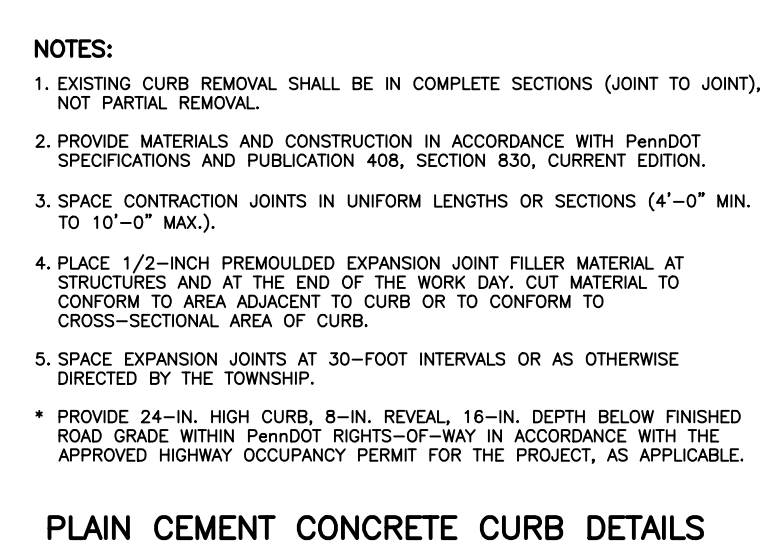 NOTES:
1. EXISTING CURB REMOVAL SHALL BE IN COMPLETE SECTIONS (JOINT TO JOINT),
NOT PARTIAL REMOVAL.
2. PROVIDE MATERIALS AND CONSTRUCTION IN ACCORDANCE WITH PennDOT
SPECIFICATIONS AND PUBLICATION 408, SECTION 830, CURRENT EDITION.
3. SPACE CONTRACTION JOINTS IN UNIFORM LENGTHS OR SECTIONS (4'-0" MIN.
TO 10'-0" MAX.).
4. PLACE 1/2-INCH PREMOULDED EXPANSION JOINT FILLER MATERIAL AT
STRUCTURES AND AT THE END OF THE WORK DAY. CUT MATERIAL TO
CONFORM TO AREA ADJACENT TO CURB OR TO CONFORM TO
CROSS-SECTIONAL AREA OF CURB.
5. SPACE EXPANSION JOINTS AT 30-FOOT INTERVALS OR AS OTHERWISE
DIRECTED BY THE TOWNSHIP.
* PROVIDE 24-IN. HIGH CURB, 8-IN. REVEAL, 16-IN. DEPTH BELOW FINISHED
ROAD GRADE WITHIN PennDOT RIGHTS-OF-WAY IN ACCORDANCE WITH THE
APPROVED HIGHWAY OCCUPANCY PERMIT FOR THE PROJECT, AS APPLICABLE.
PLAIN CEMENT CONCRETE CURB DETAILS